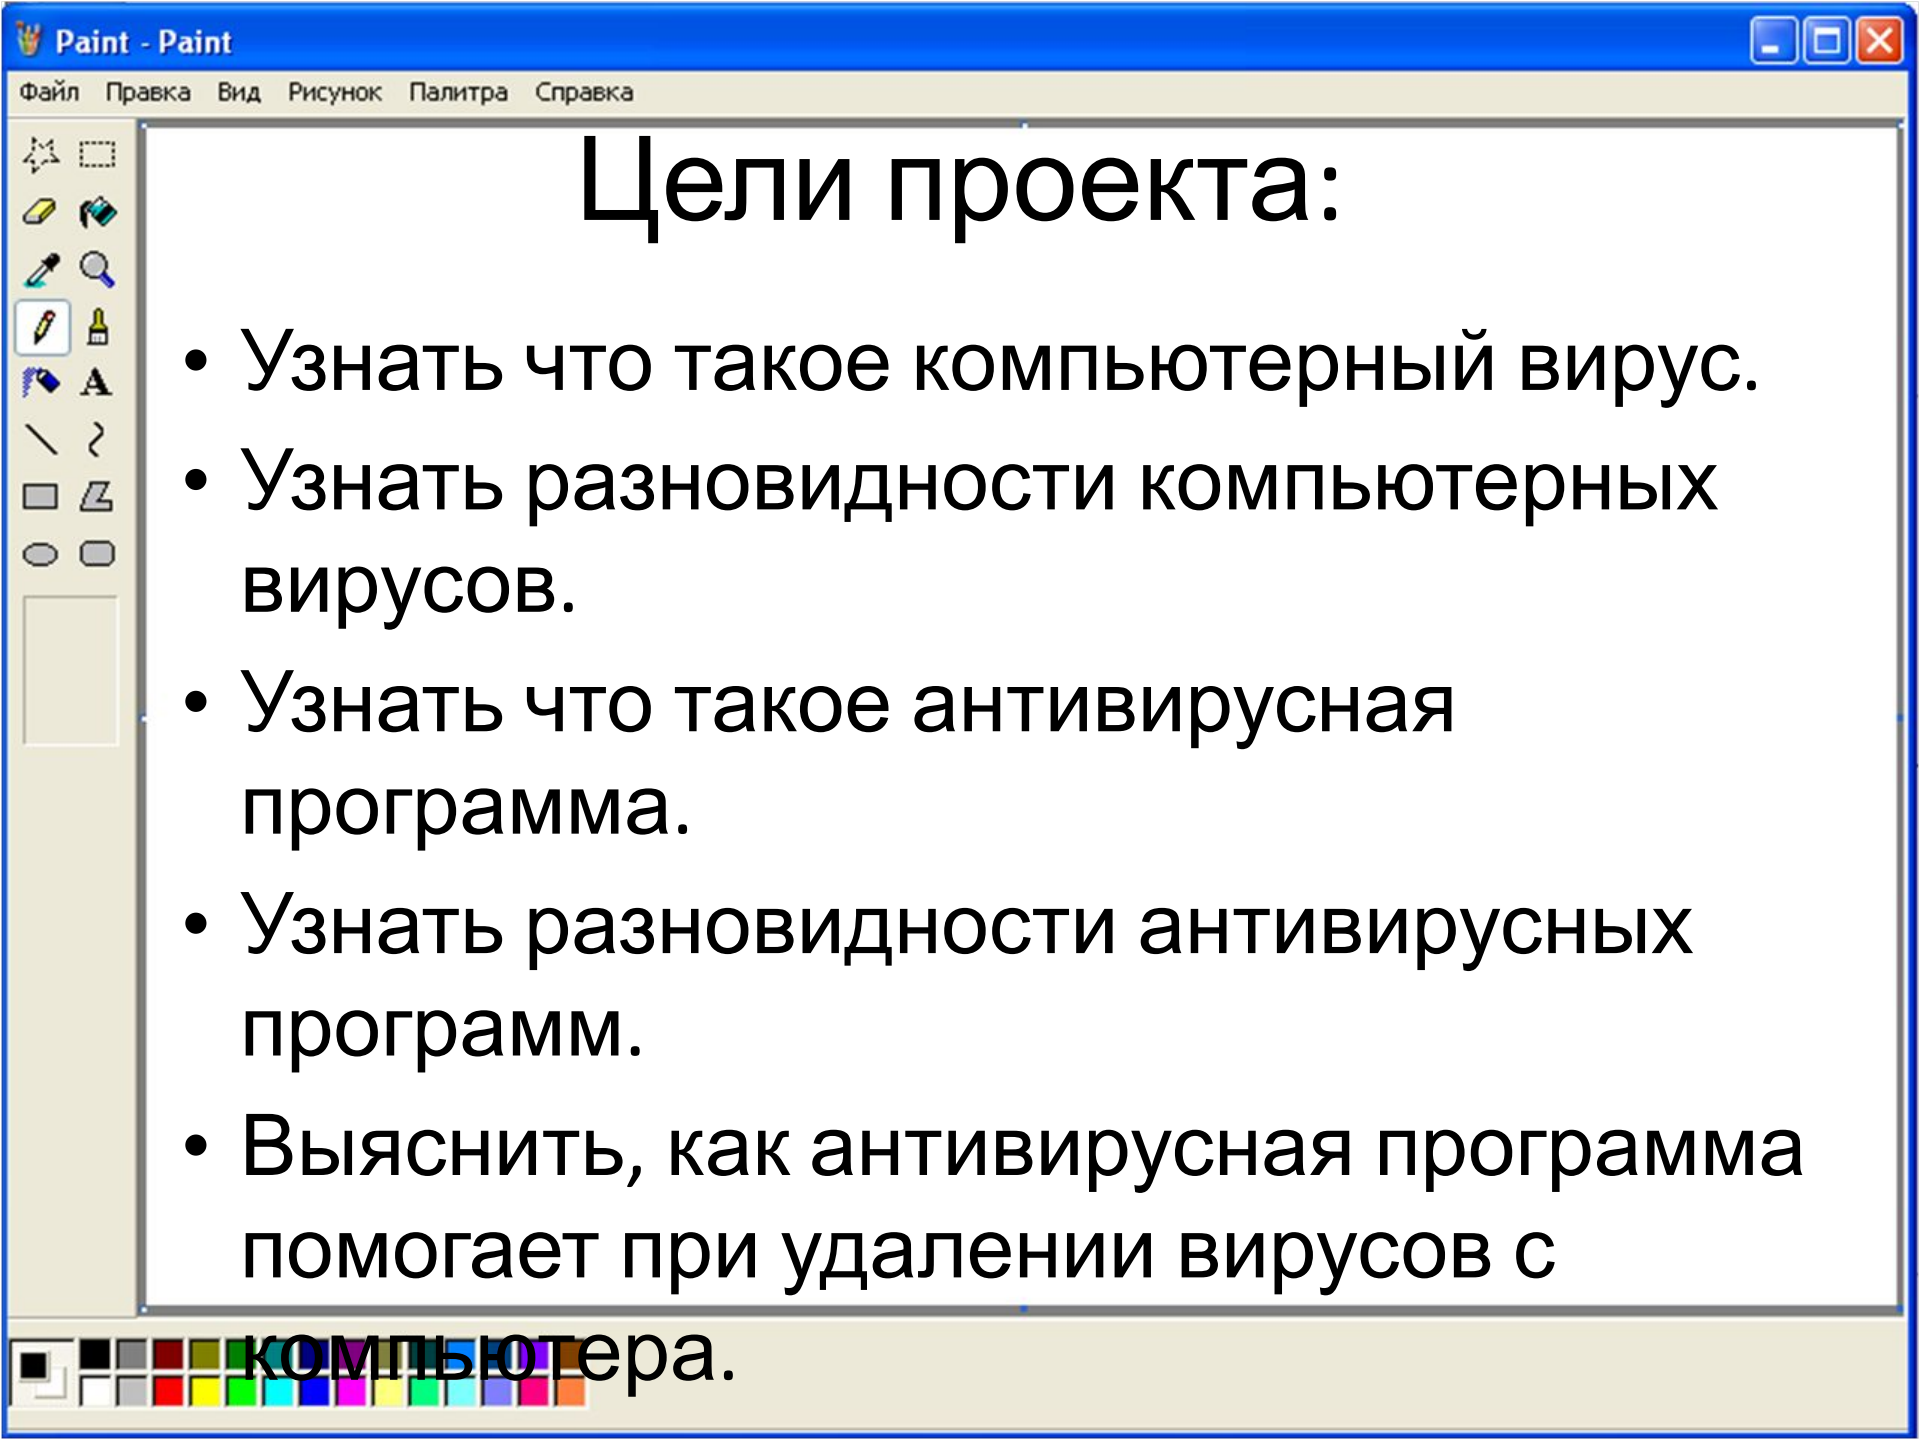 Paint - Paint
Файл Правка Вид Рисунок Палитра Справка
Цели проекта:
• Узнать что такое компьютерный вирус.
• Узнать разновидности компьютерных
вирусов.
• Узнать что такое антивирусная
программа.
• Узнать разновидности антивирусных
программ.
• Выяснить, как антивирусная программа
помогает при удалении вирусов с
компьютера.
A